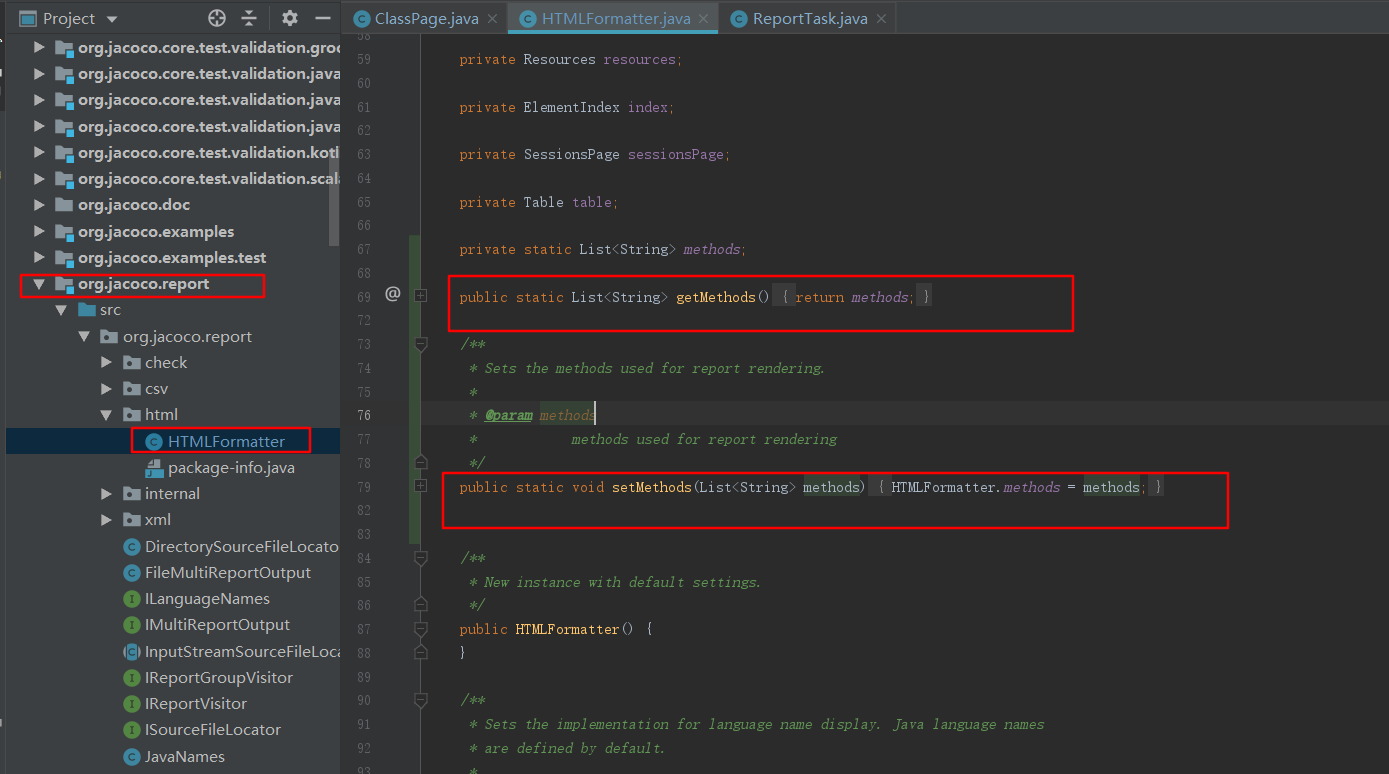 Project
org.jacoco.core.test.validation.groo
org.jacoco.core.test.validation.java
org.jacoco.core.test.validation.java
org.jacoco.core.test.validation.java
org.jacoco.core.test.validation.kotl
org.jacoco.core.test.validation.scala
org.jacoco.doc
org.jacoco.examples
org.jacoco.examples.test
org.jacoco.report
src
org.jacoco.report
check
csv
html
HTMLFormatter
package-info.java
internal
xml
DirectorySourceFileLocato
FileMultiReportOutput
ILanguageNames
IMultiReportOutput
InputStreamSourceFileLoca
IReportGroupVisitor
IReportVisitor
ISourceFileLocator
JavaNames
ClassPage.java
HTMLFormatter.java
ReportTask.java
58
59 private Resources resources;
60
61 private ElementIndex index;
62
63 private SessionsPage sessionsPage;
64
65 private Table table;
66
67 private static List<String> methods;
68
69 @ public static List<String> getMethods() { return methods; }
72
73 /**
74 * Sets the methods used for report rendering.
75 *
76 * @param methods
77 * methods used for report rendering
78 */
79 public static void setMethods(List<String> methods) { HTMLFormatter.methods = methods; }
82
83
84 /**
85 * New instance with default settings.
86 */
87 public HTMLFormatter() {
88 }
89
90 /**
91 * Sets the implementation for language name display. Java language names
92 * are defined by default.
93 *